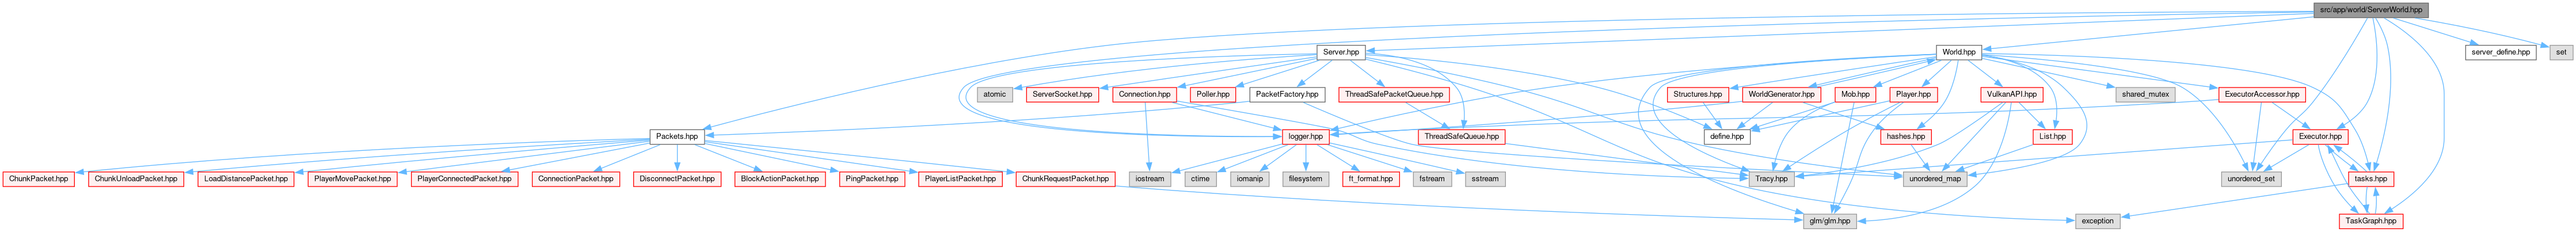 src/app/world/ServerWorld.hpp
Server.hpp
World.hpp
server_define.hpp
set
atomic
ServerSocket.hpp
Connection.hpp
Poller.hpp
PacketFactory.hpp
ThreadSafePacketQueue.hpp
Structures.hpp
WorldGenerator.hpp
Mob.hpp
Player.hpp
VulkanAPI.hpp
shared_mutex
ExecutorAccessor.hpp
Packets.hpp
logger.hpp
ThreadSafeQueue.hpp
define.hpp
hashes.hpp
List.hpp
Executor.hpp
ChunkPacket.hpp
ChunkUnloadPacket.hpp
LoadDistancePacket.hpp
PlayerMovePacket.hpp
PlayerConnectedPacket.hpp
ConnectionPacket.hpp
DisconnectPacket.hpp
BlockActionPacket.hpp
PingPacket.hpp
PlayerListPacket.hpp
ChunkRequestPacket.hpp
iostream
ctime
iomanip
filesystem
ft_format.hpp
fstream
sstream
Tracy.hpp
unordered_map
unordered_set
tasks.hpp
glm/glm.hpp
exception
TaskGraph.hpp